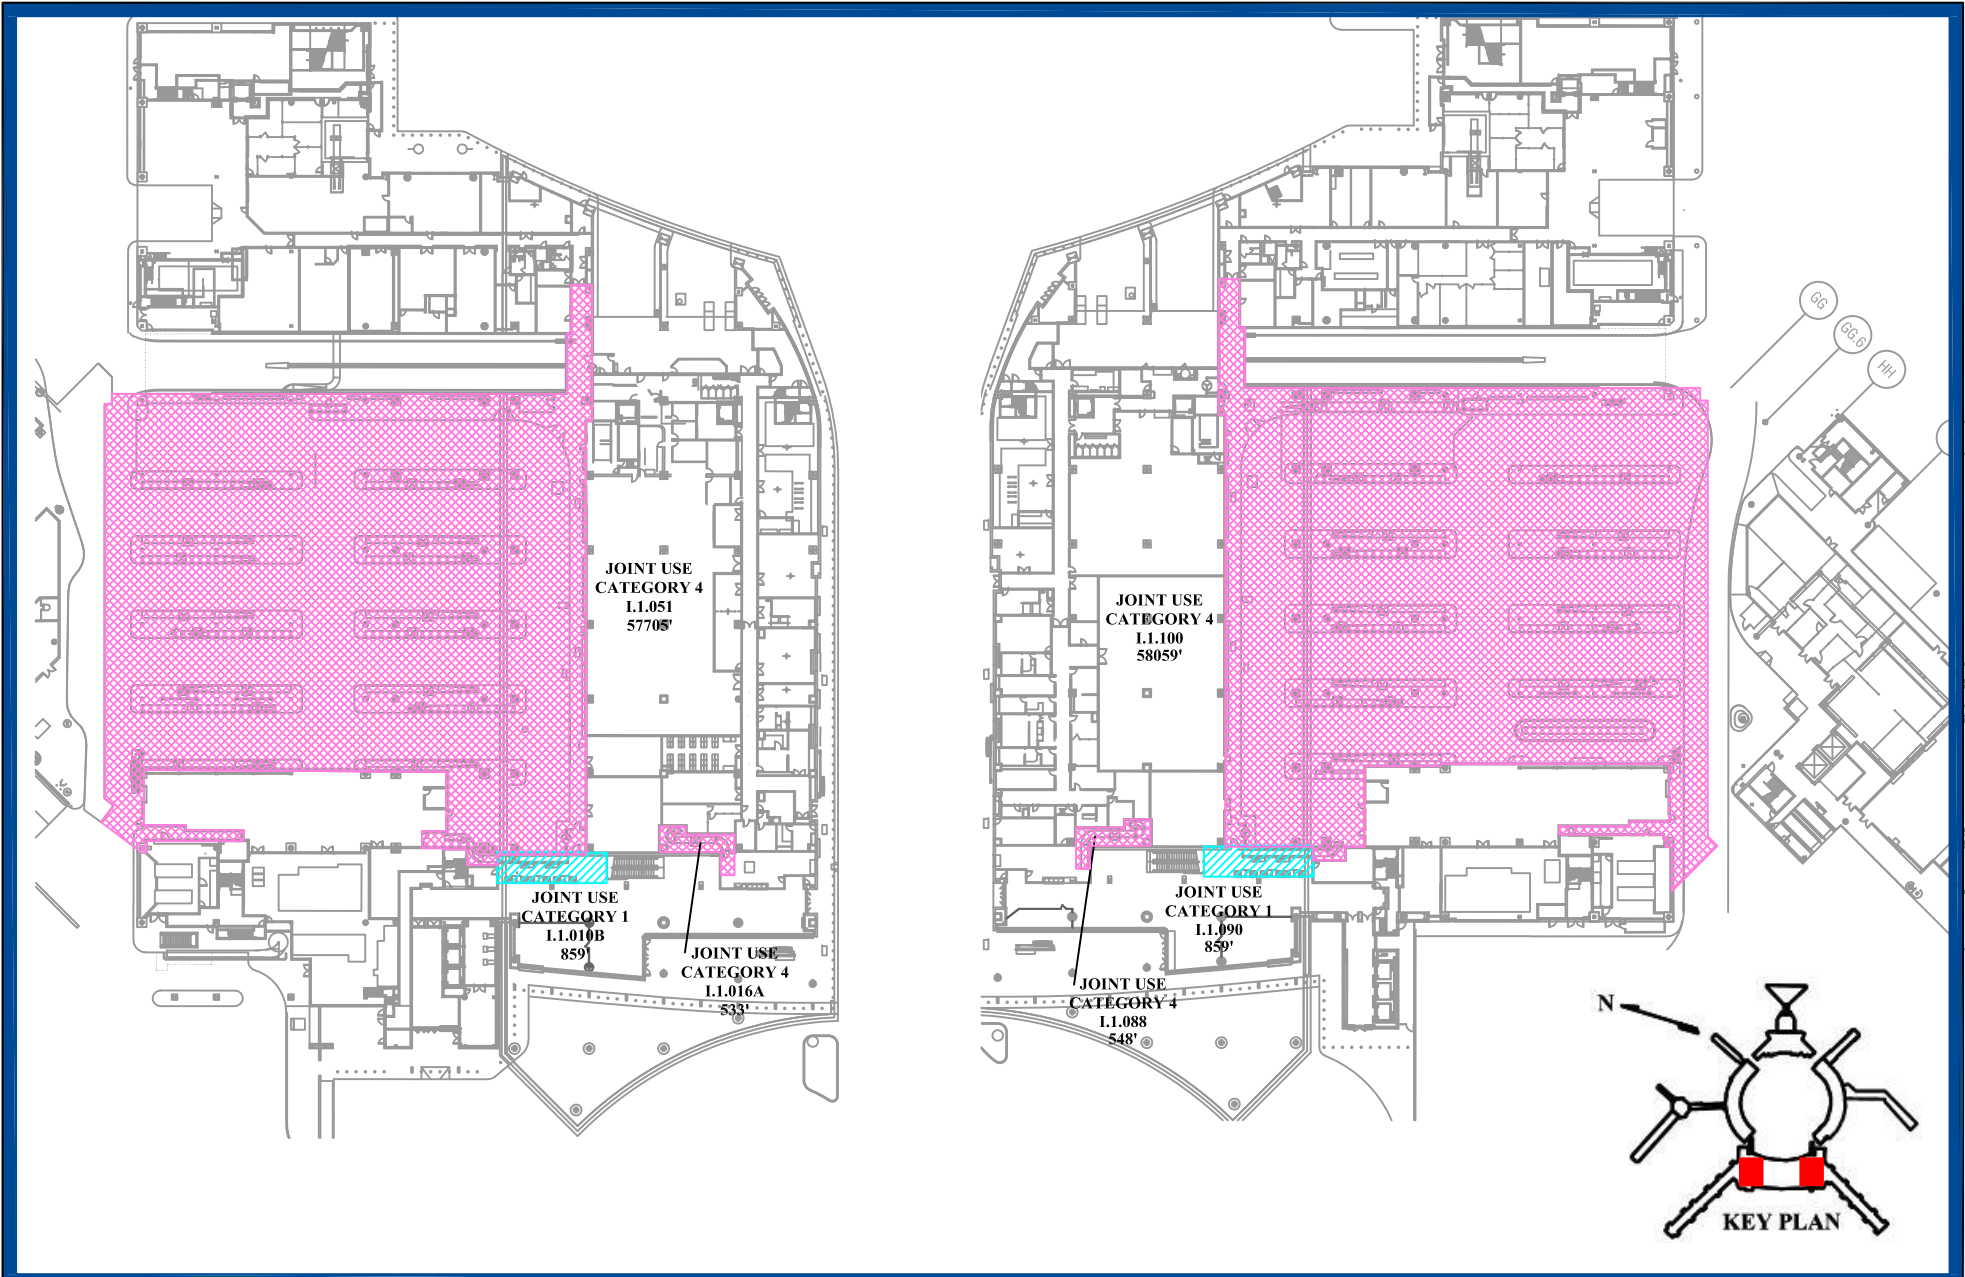 GG
GG.6
HH
JOINT USE
CATEGORY 4
I.1.051
57705'
JOINT USE
CATEGORY 4
I.1.100
58059'
JOINT USE
CATEGORY 1
I.1.010B
859'
JOINT USE
CATEGORY 4
I.1.016A
533'
JOINT USE
CATEGORY 1
I.1.090
859'
JOINT USE
CATEGORY 4
I.1.088
548'
N
KEY PLAN